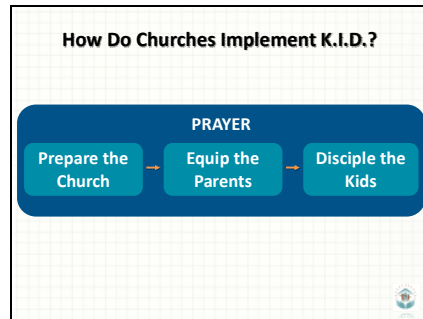 How Do Churches Implement K.I.D.?
PRAYER
Prepare the
Church
Equip the
Parents
Disciple the
Kids